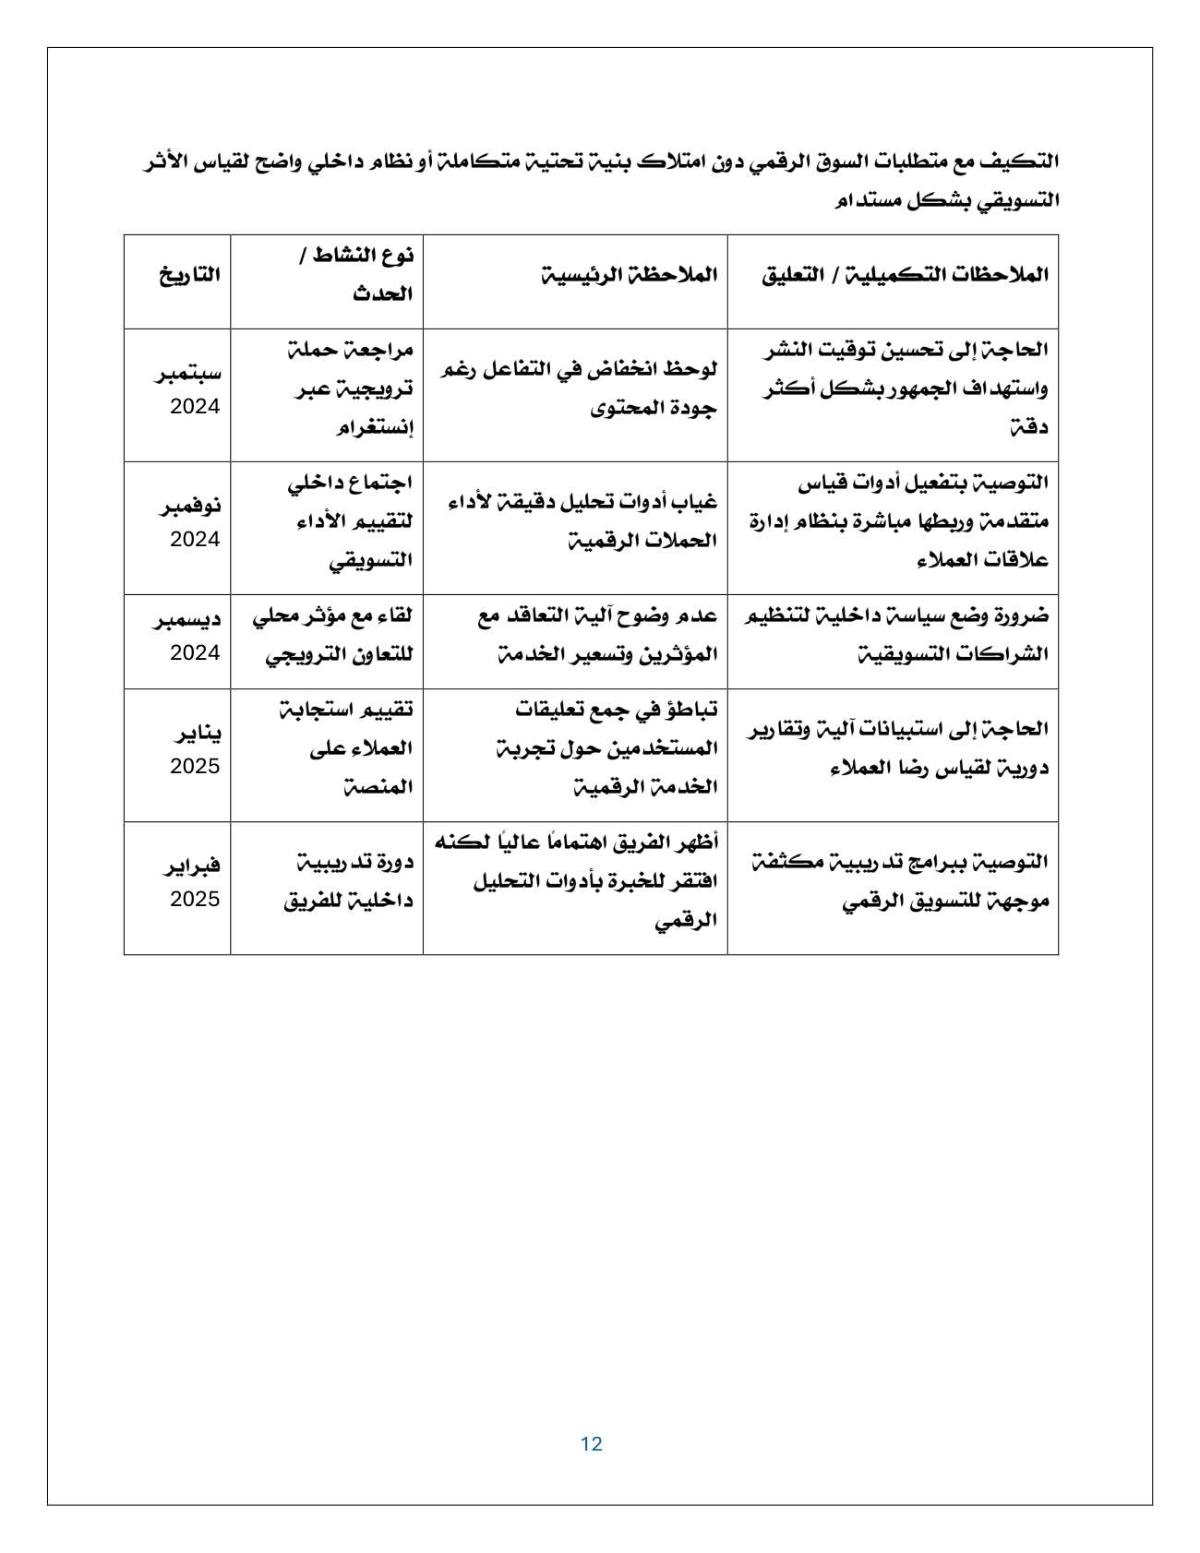 التكيف مع متطلبات السوق الرقمي دون امتلاك بنية تحتية متكاملة أو نظام داخلي واضح لقياس الأثر
التسويقي بشكل مستدام
الملاحظات التكميلية / التعليق
الملاحظة الرئيسية
نوع النشاط /
الحدث
التاريخ
الحاجة إلى تحسين توقيت النشر
واستهداف الجمهور بشكل أكثر
دقة
لوحظ انخفاض في التفاعل رغم
جودة المحتوى
مراجعة حملة
ترويجية عبر
إنستغرام
سبتمبر
2024
التوصية بتفعيل أدوات قياس
متقدمة وربطها مباشرة بنظام إدارة
علاقات العملاء
غياب أدوات تحليل دقيقة لأداء
الحملات الرقمية
اجتماع داخلي
لتقييم الأداء
التسويقي
نوفمبر
2024
ضرورة وضع سياسة داخلية لتنظيم
الشراكات التسويقية
عدم وضوح آلية التعاقد مع
المؤثرين وتسعير الخدمة
لقاء مع مؤثر محلي
للتعاون الترويجي
ديسمبر
2024
الحاجة إلى استبيانات آلية وتقارير
دورية لقياس رضا العملاء
تباطؤ في جمع تعليقات
المستخدمين حول تجربة
الخدمة الرقمية
تقييم استجابة
العملاء على
المنصة
يناير
2025
التوصية ببرامج تدريبية مكثفة
موجهة للتسويق الرقمي
أظهر الفريق اهتمامًا عاليًا لكنه
افتقر للخبرة بأدوات التحليل
الرقمي
دورة تدريبية
داخلية للفريق
فبراير
2025
12